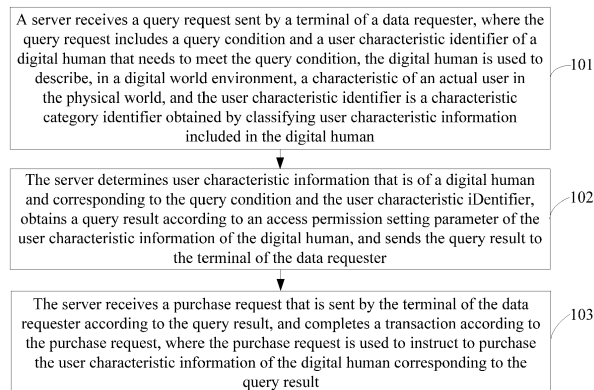 A server receives a query request sent by a terminal of a data requester, where the
query request includes a query condition and a user characteristic identifier of a
digital human that needs to meet the query condition, the digital human is used to
describe, in a digital world environment, a characteristic of an actual user in
the physical world, and the user characteristic identifier is a characteristic
category identifier obtained by classifying user characteristic information
included in the digital human
101
The server determines user characteristic information that is of a digital human
and corresponding to the query condition and the user characteristic iDentifier,
obtains a query result according to an access permission setting parameter of the
user characteristic information of the digital human, and sends the query result to
the terminal of the data requester
102
The server receives a purchase request that is sent by the terminal of the data
requester according to the query result, and completes a transaction according to
the purchase request, where the purchase request is used to instruct to purchase
the user characteristic information of the digital human corresponding to the
query result
103